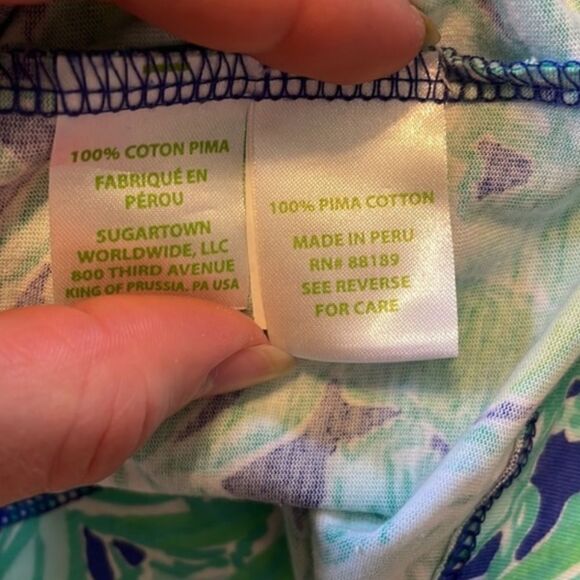 100% COTON PIMA
FABRIQUÉ EN
PÉROU
SUGARTOWN
WORLDWIDE, LLC
800 THIRD AVENUE
KING OF PRUSSIA, PA USA
100% PIMA COTTON
MADE IN PERU
RN# 88189
SEE REVERSE
FOR CARE